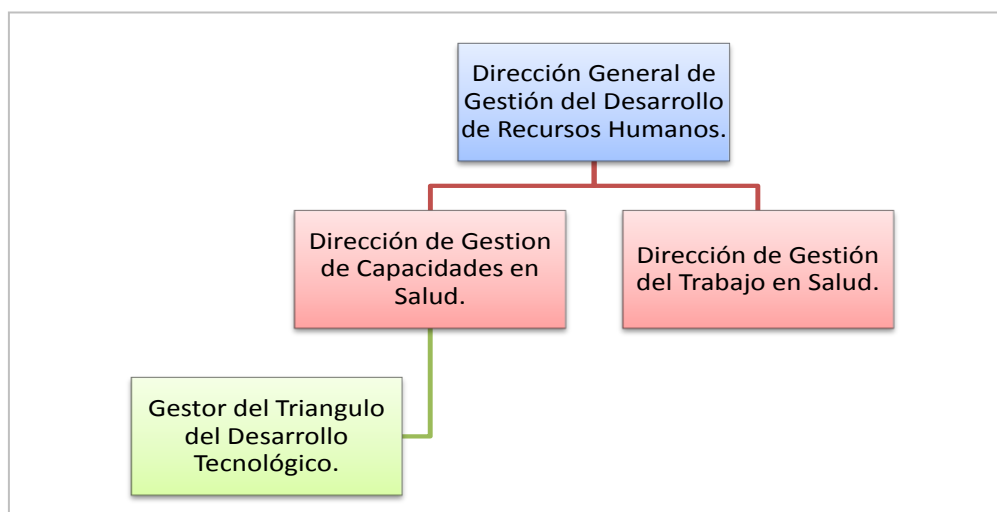 Dirección General de
Gestión del Desarrollo
de Recursos Humanos.
Dirección de Gestion
de Capacidades en
Salud.
Dirección de Gestión
del Trabajo en Salud.
Gestor del Triangulo
del Desarrollo
Tecnológico.